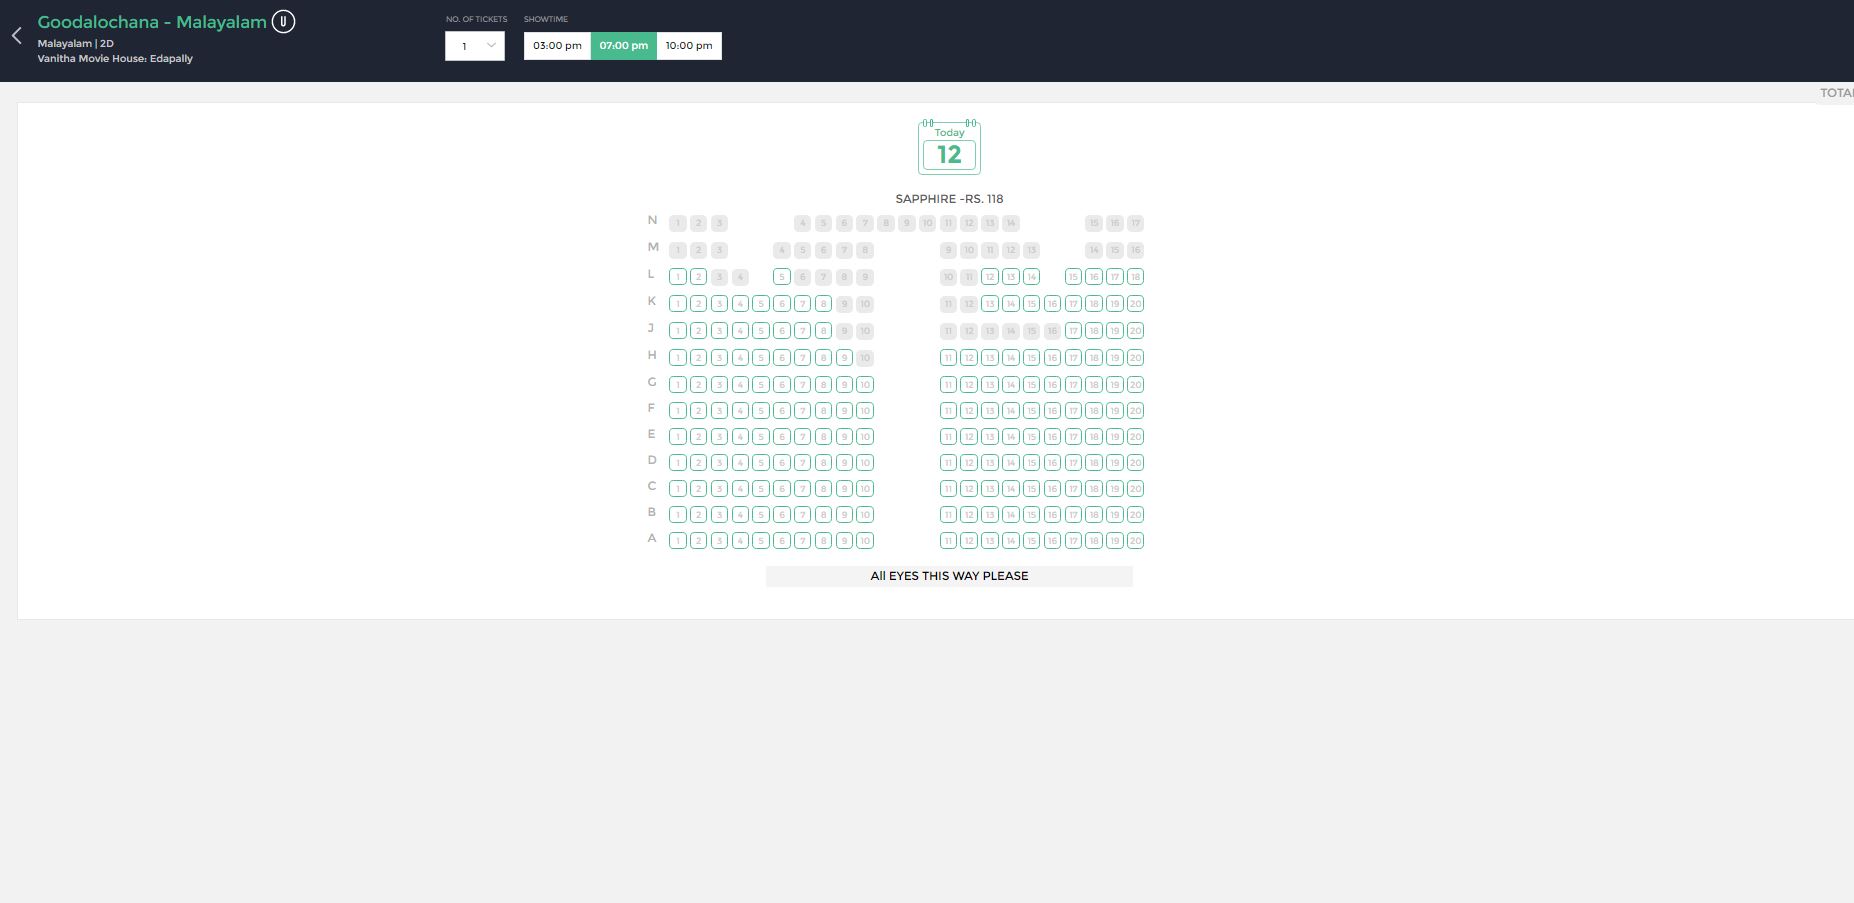 Goodalochana - Malayalam U
Malayalam | 2D
Vanitha Movie House: Edapally
NO. OF TICKETS SHOWTIME
1 03:00 pm 07:00 pm 10:00 pm
TOTAL
Today
12
SAPPHIRE -RS. 118
N 1 2 3 4 5 6 7 8 9 10 11 12 13 14 15 16 17
M 1 2 3 4 5 6 7 8 9 10 11 12 13 14 15 16
L 1 2 3 4 5 6 7 8 9 10 11 12 13 14 15 16 17 18
K 1 2 3 4 5 6 7 8 9 10 11 12 13 14 15 16 17 18 19 20
J 1 2 3 4 5 6 7 8 9 10 11 12 13 14 15 16 17 18 19 20
H 1 2 3 4 5 6 7 8 9 10 11 12 13 14 15 16 17 18 19 20
G 1 2 3 4 5 6 7 8 9 10 11 12 13 14 15 16 17 18 19 20
F 1 2 3 4 5 6 7 8 9 10 11 12 13 14 15 16 17 18 19 20
E 1 2 3 4 5 6 7 8 9 10 11 12 13 14 15 16 17 18 19 20
D 1 2 3 4 5 6 7 8 9 10 11 12 13 14 15 16 17 18 19 20
C 1 2 3 4 5 6 7 8 9 10 11 12 13 14 15 16 17 18 19 20
B 1 2 3 4 5 6 7 8 9 10 11 12 13 14 15 16 17 18 19 20
A 1 2 3 4 5 6 7 8 9 10 11 12 13 14 15 16 17 18 19 20
All EYES THIS WAY PLEASE